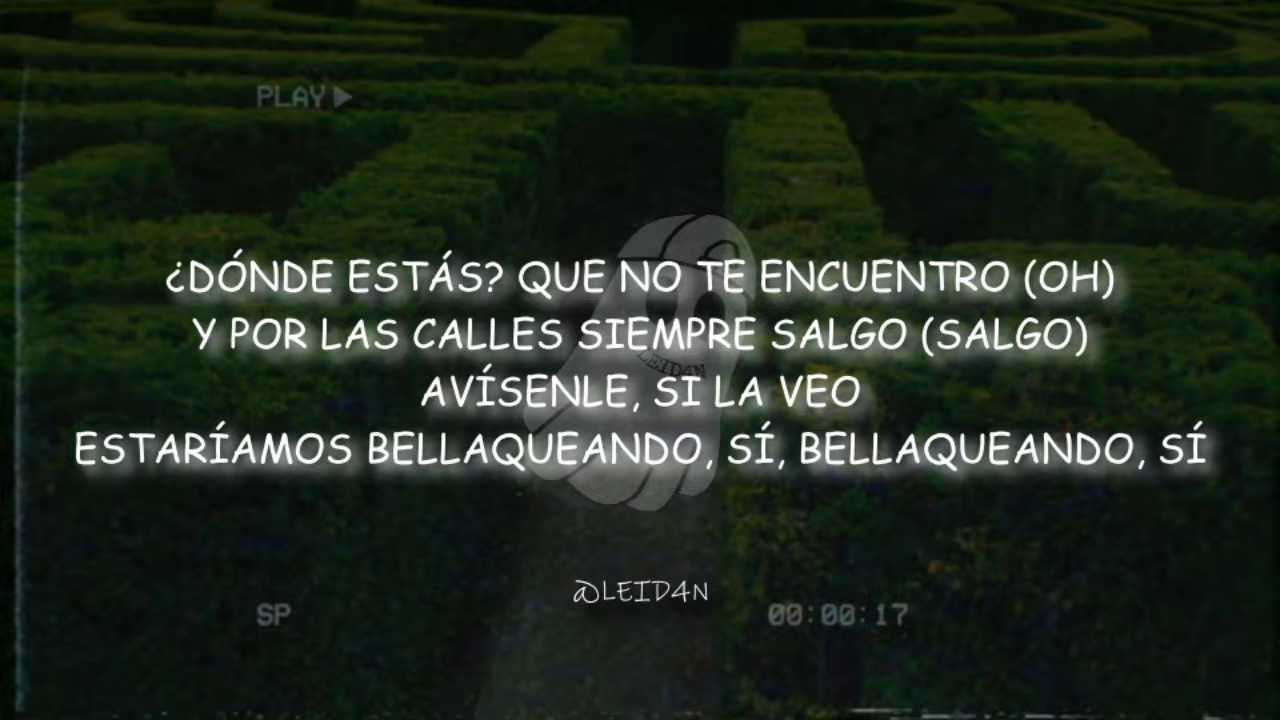 PLAY
¿DÓNDE ESTÁS? QUE NO TE ENCUENTRO (OH)
Y POR LAS CALLES SIEMPRE SALGO (SALGO)
LEID4N
AVÍSENLE, SI LA VEO
ESTARÍAMOS BELLAQUEANDO, SÍ, BELLAQUEANDO, SÍ
@LEID4N
SP 00:00:17